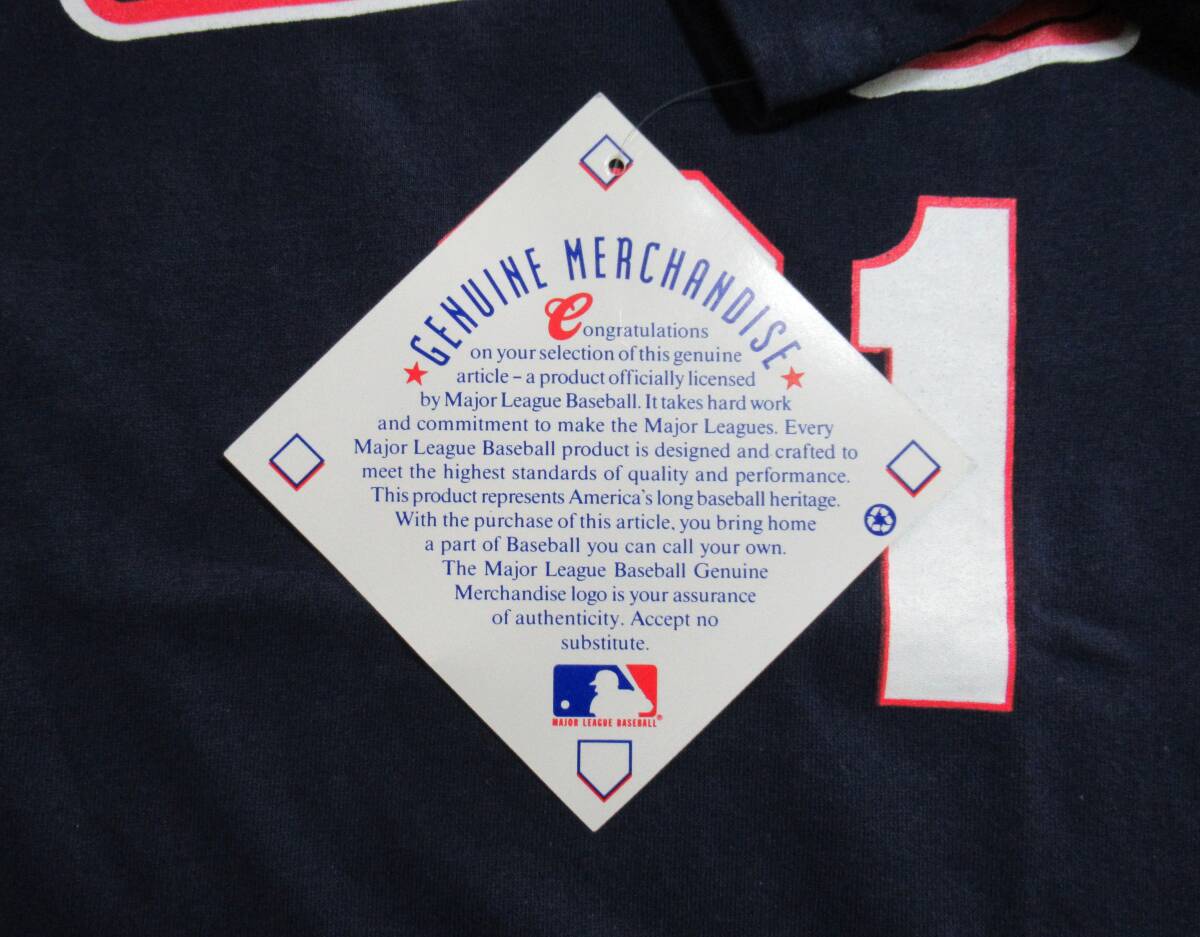 GENUINE MERCHANDISE
Congratulations
on your selection of this genuine
article – a product officially licensed
by Major League Baseball. It takes hard work
and commitment to make the Major Leagues. Every
Major League Baseball product is designed and crafted to
meet the highest standards of quality and performance.
This product represents America's long baseball heritage.
With the purchase of this article, you bring home
a part of Baseball you can call your own.
The Major League Baseball Genuine
Merchandise logo is your assurance
of authenticity. Accept no
substitute.
MAJOR LEAGUE BASEBALL®
1